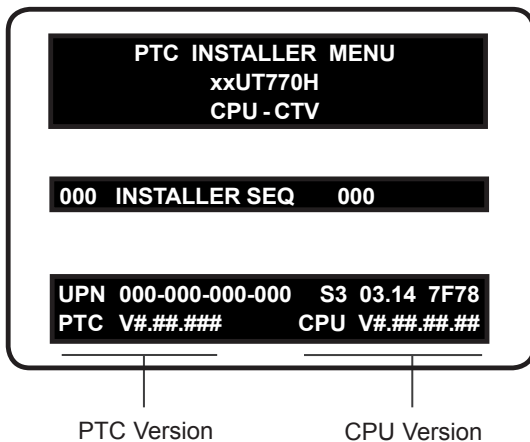 PTC INSTALLER MENU
xxUT770H
CPU - CTV
000 INSTALLER SEQ 000
UPN 000-000-000-000 S3 03.14 7F78
PTC V#.##.### CPU V#.##.##.##
PTC Version CPU Version